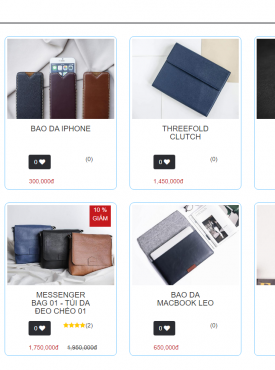 BAO DA IPHONE
0
(0)
300,000đ
THREEFOLD
CLUTCH
0
(0)
1,450,000đ
10 %
GIẢM
MESSENGER
BAG 01 - TÚI DA
ĐEO CHÉO 01
0
(2)
1,750,000đ 1,950,000đ
BAO DA
MACBOOK LEO
0
(0)
650,000đ